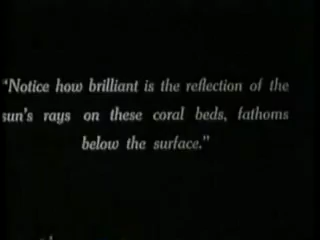 "Notice how brilliant is the reflection of the
sun's rays on these coral beds, fathoms
below the surface."